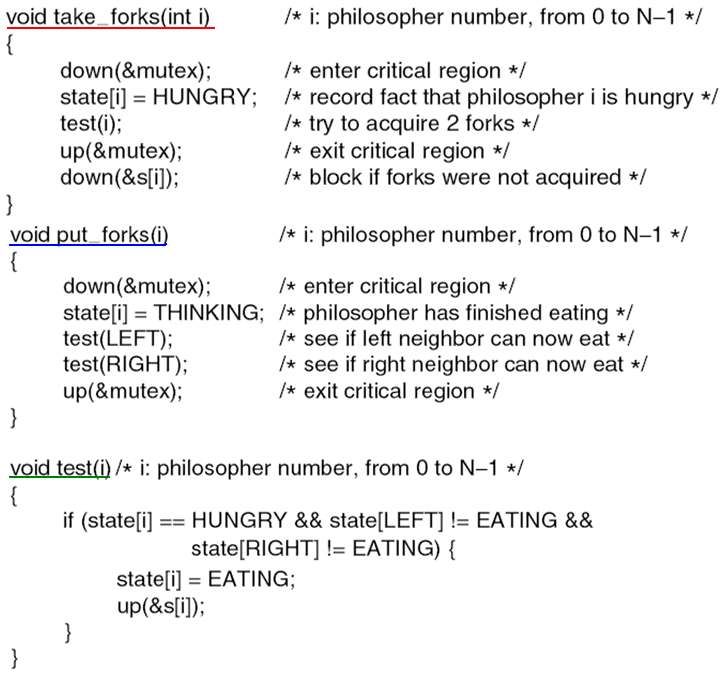 void take_forks(int i) /* i: philosopher number, from 0 to N–1 */
{
down(&mutex); /* enter critical region */
state[i] = HUNGRY; /* record fact that philosopher i is hungry */
test(i); /* try to acquire 2 forks */
up(&mutex); /* exit critical region */
down(&s[i]); /* block if forks were not acquired */
}
void put_forks(i) /* i: philosopher number, from 0 to N–1 */
{
down(&mutex); /* enter critical region */
state[i] = THINKING; /* philosopher has finished eating */
test(LEFT); /* see if left neighbor can now eat */
test(RIGHT); /* see if right neighbor can now eat */
up(&mutex); /* exit critical region */
}
void test(i) /* i: philosopher number, from 0 to N–1 */
{
if (state[i] == HUNGRY && state[LEFT] != EATING &&
state[RIGHT] != EATING) {
state[i] = EATING;
up(&s[i]);
}
}